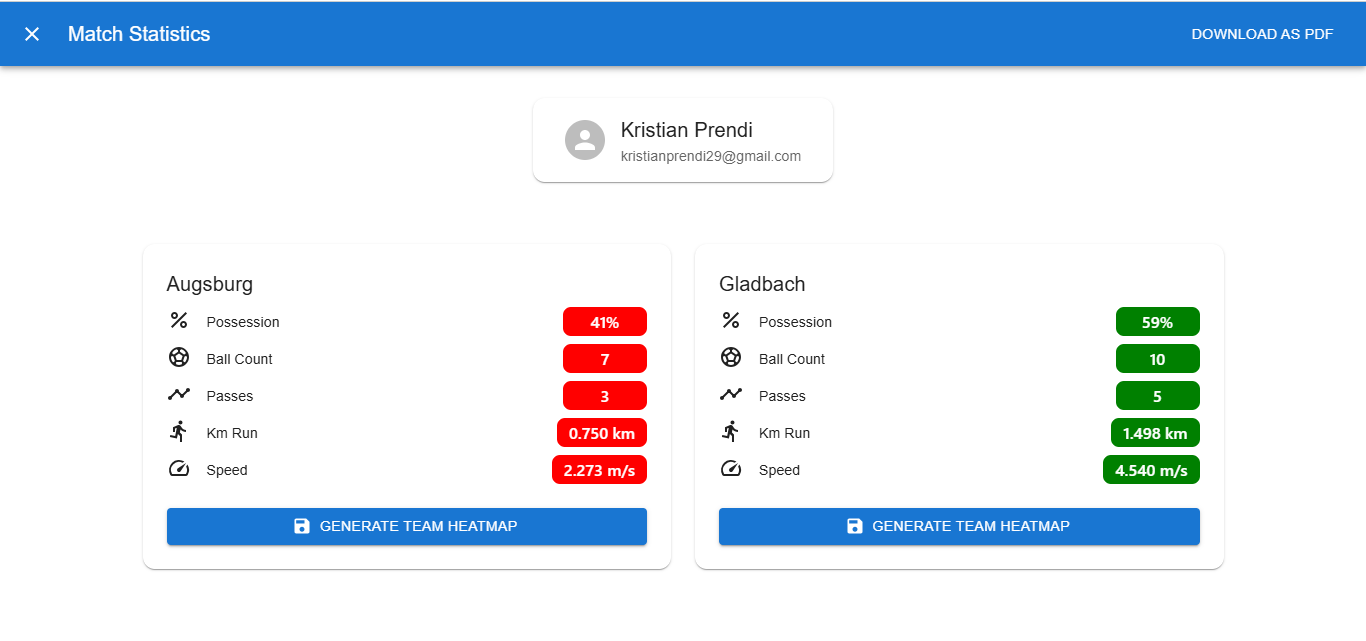 Match Statistics
DOWNLOAD AS PDF
Kristian Prendi
kristianprendi29@gmail.com
Augsburg
Possession 41%
Ball Count 7
Passes 3
Km Run 0.750 km
Speed 2.273 m/s
GENERATE TEAM HEATMAP
Gladbach
Possession 59%
Ball Count 10
Passes 5
Km Run 1.498 km
Speed 4.540 m/s
GENERATE TEAM HEATMAP